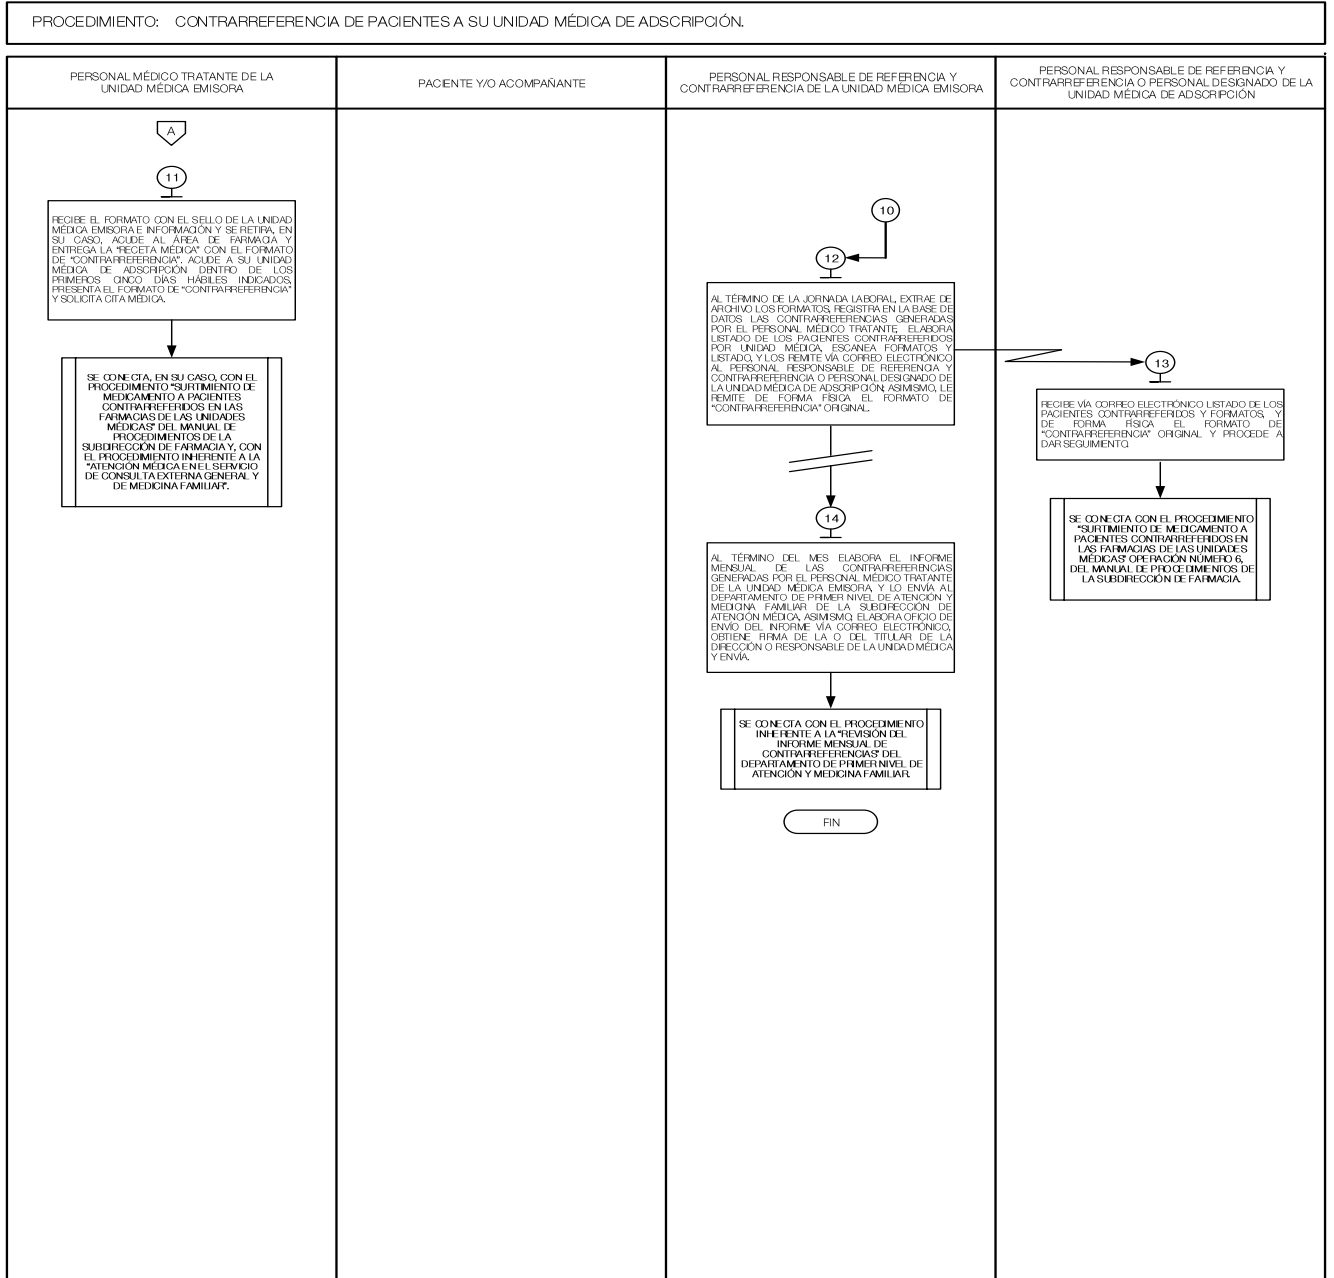 PROCEDIMIENTO: CONTRARREFERENCIA DE PACIENTES A SU UNIDAD MÉDICA DE ADSCRIPCIÓN.
PERSONAL MÉDICO TRATANTE DE LA
UNIDAD MÉDICA EMISORA
PACIENTE Y/O ACOMPAÑANTE
PERSONAL RESPONSABLE DE REFERENCIA Y
CONTRARREFERENCIA DE LA UNIDAD MÉDICA EMISORA
PERSONAL RESPONSABLE DE REFERENCIA Y
CONTRARREFERENCIA O PERSONAL DESIGNADO DE LA
UNIDAD MÉDICA DE ADSCRIPCIÓN
A
11
RECIBE EL FORMATO CON EL SELLO DE LA UNIDAD
MÉDICA EMISORA E INFORMACIÓN Y SE RETIRA, EN
SU CASO, ACUDE AL ÁREA DE FARMACIA Y
ENTREGA LA "RECETA MÉDICA" CON EL FORMATO
DE "CONTRARREFERENCIA". ACUDE A SU UNIDAD
MÉDICA DE ADSCRIPCIÓN DENTRO DE LOS
PRIMEROS CINCO DÍAS HÁBILES INDICADOS,
PRESENTA EL FORMATO DE "CONTRARREFERENCIA"
Y SOLICITA CITA MÉDICA.
SE CONECTA, EN SU CASO, CON EL
PROCEDIMIENTO "SURTIMIENTO DE
MEDICAMENTO A PACIENTES
CONTRARREFERIDOS EN LAS
FARMACIAS DE LAS UNIDADES
MÉDICAS" DEL MANUAL DE
PROCEDIMIENTOS DE LA
SUBDIRECCIÓN DE FARMACIA Y, CON
EL PROCEDIMIENTO INHERENTE A LA
"ATENCIÓN MÉDICA EN EL SERVICIO
DE CONSULTA EXTERNA GENERAL Y
DE MEDICINA FAMILIAR".
10
12
AL TÉRMINO DE LA JORNADA LABORAL, EXTRAE DE
ARCHIVO LOS FORMATOS, REGISTRA EN LA BASE DE
DATOS LAS CONTRARREFERENCIAS GENERADAS
POR EL PERSONAL MÉDICO TRATANTE, ELABORA
LISTADO DE LOS PACIENTES CONTRARREFERIDOS
POR UNIDAD MÉDICA, ESCANEA FORMATOS Y
LISTADO, Y LOS REMITE VÍA CORREO ELECTRÓNICO
AL PERSONAL RESPONSABLE DE REFERENCIA Y
CONTRARREFERENCIA O PERSONAL DESIGNADO DE
LA UNIDAD MÉDICA DE ADSCRIPCIÓN; ASIMISMO, LE
REMITE DE FORMA FÍSICA EL FORMATO DE
"CONTRARREFERENCIA" ORIGINAL.
13
RECIBE VÍA CORREO ELECTRÓNICO LISTADO DE LOS
PACIENTES CONTRARREFERIDOS Y FORMATOS, Y
DE FORMA FÍSICA EL FORMATO DE
"CONTRARREFERENCIA" ORIGINAL Y PROCEDE A
DAR SEGUIMIENTO.
SE CONECTA CON EL PROCEDIMIENTO
"SURTIMIENTO DE MEDICAMENTO A
PACIENTES CONTRARREFERIDOS EN
LAS FARMACIAS DE LAS UNIDADES
MÉDICAS" OPERACIÓN NÚMERO 6,
DEL MANUAL DE PROCEDIMIENTOS DE
LA SUBDIRECCIÓN DE FARMACIA.
14
AL TÉRMINO DEL MES ELABORA EL INFORME
MENSUAL DE LAS CONTRARREFERENCIAS
GENERADAS POR EL PERSONAL MÉDICO TRATANTE
DE LA UNIDAD MÉDICA EMISORA, Y LO ENVÍA AL
DEPARTAMENTO DE PRIMER NIVEL DE ATENCIÓN Y
MEDICINA FAMILIAR DE LA SUBDIRECCIÓN DE
ATENCIÓN MÉDICA, ASIMISMO, ELABORA OFICIO DE
ENVÍO DEL INFORME VÍA CORREO ELECTRÓNICO,
OBTIENE FIRMA DE LA O DEL TITULAR DE LA
DIRECCIÓN O RESPONSABLE DE LA UNIDAD MÉDICA
Y ENVÍA.
SE CONECTA CON EL PROCEDIMIENTO
INHERENTE A LA "REVISIÓN DEL
INFORME MENSUAL DE
CONTRARREFERENCIAS" DEL
DEPARTAMENTO DE PRIMER NIVEL DE
ATENCIÓN Y MEDICINA FAMILIAR.
FIN